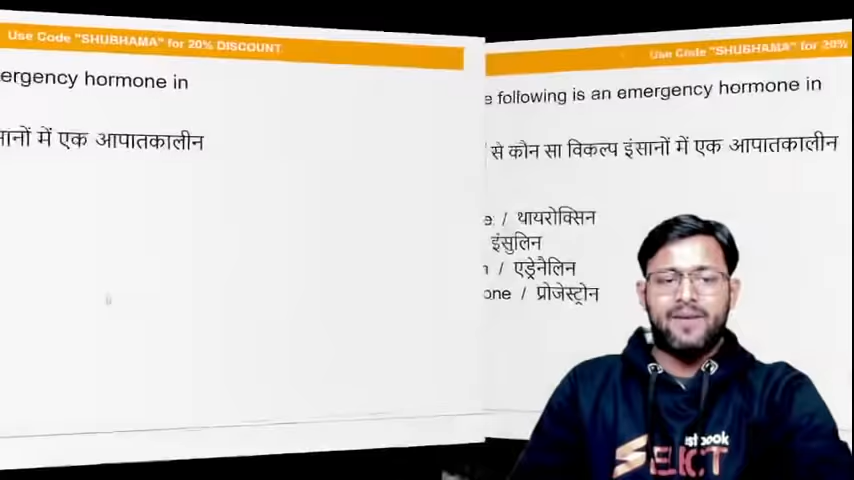 Use Code "SHUBHAMA" for 20% DISCOUNT
ergency hormone in
में एक आपातकालीन
Use Code "SHUBHAMA" for 20%
following is an emergency hormone in
से कौन सा विकल्प इंसानों में एक आपातकालीन
/ थायरोक्सिन
इंसुलिन
/ एड्रेनैलिन
one / प्रोजेस्ट्रोन
book